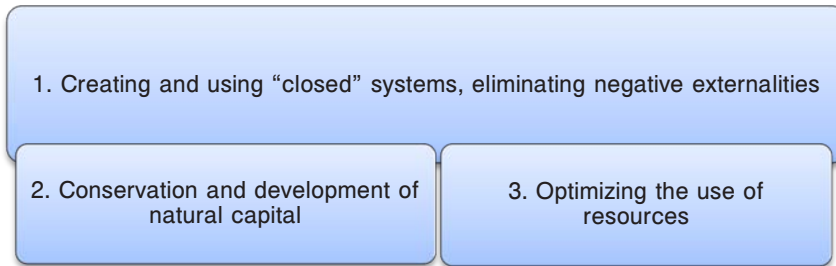 1. Creating and using “closed” systems, eliminating negative externalities
2. Conservation and development of
natural capital
3. Optimizing the use of
resources